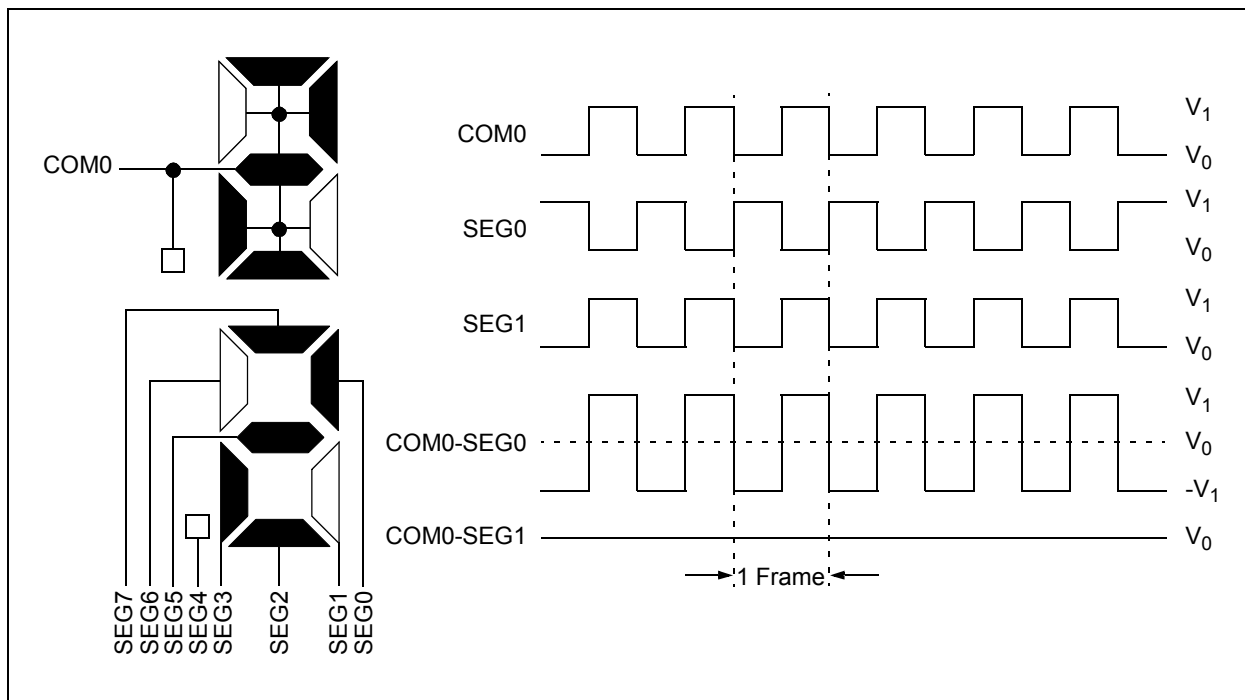 COM0
COM0
V1
V0
SEG0
V1
V0
SEG1
V1
V0
COM0-SEG0
V1
V0
-V1
COM0-SEG1
V0
1 Frame
SEG7
SEG6
SEG5
SEG4
SEG3
SEG2
SEG1
SEG0